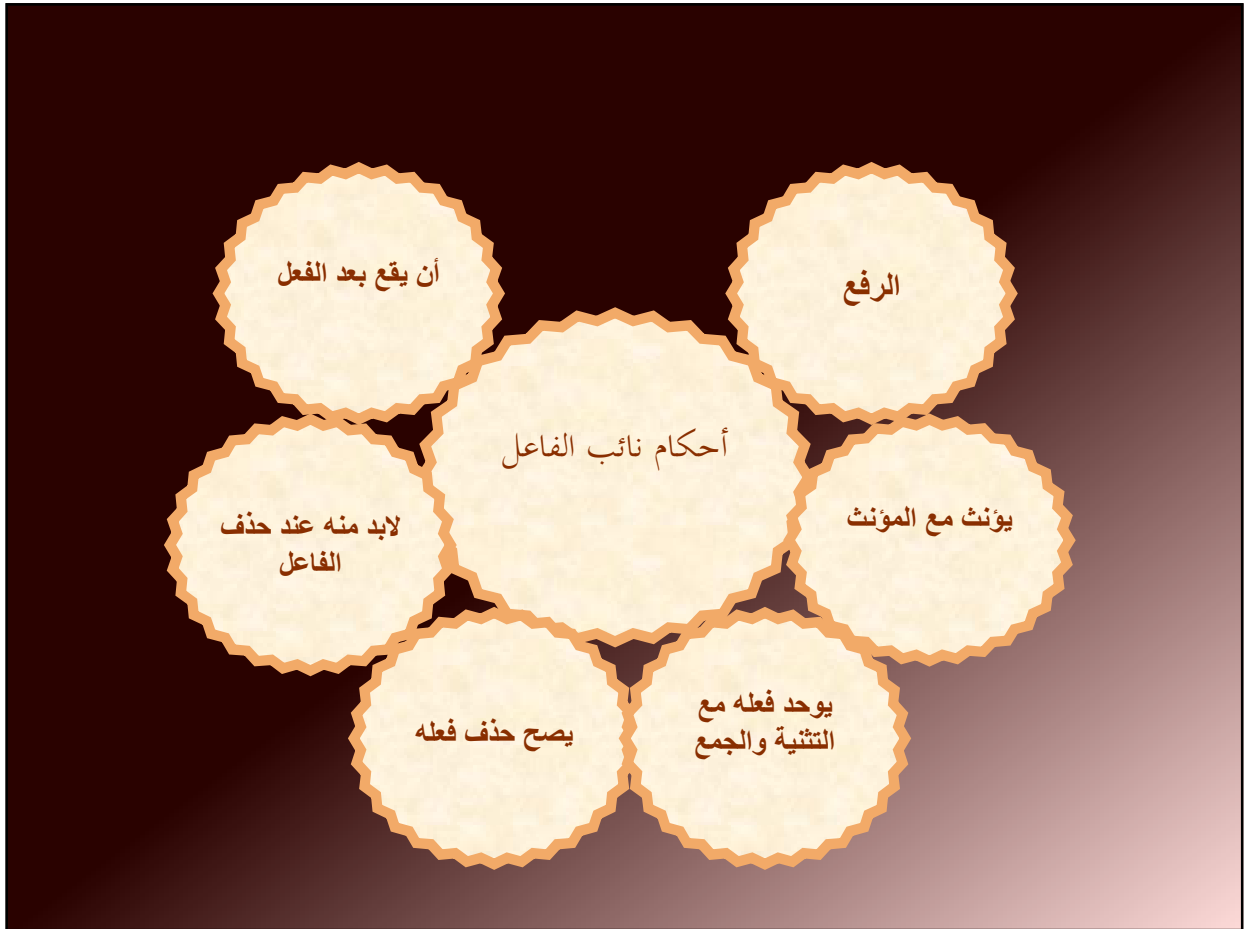 أحكام نائب الفاعل
الرفع
يؤنث مع المؤنث
يوحد فعله مع
التثنية والجمع
يصح حذف فعله
لابد منه عند حذف
الفاعل
أن يقع بعد الفعل